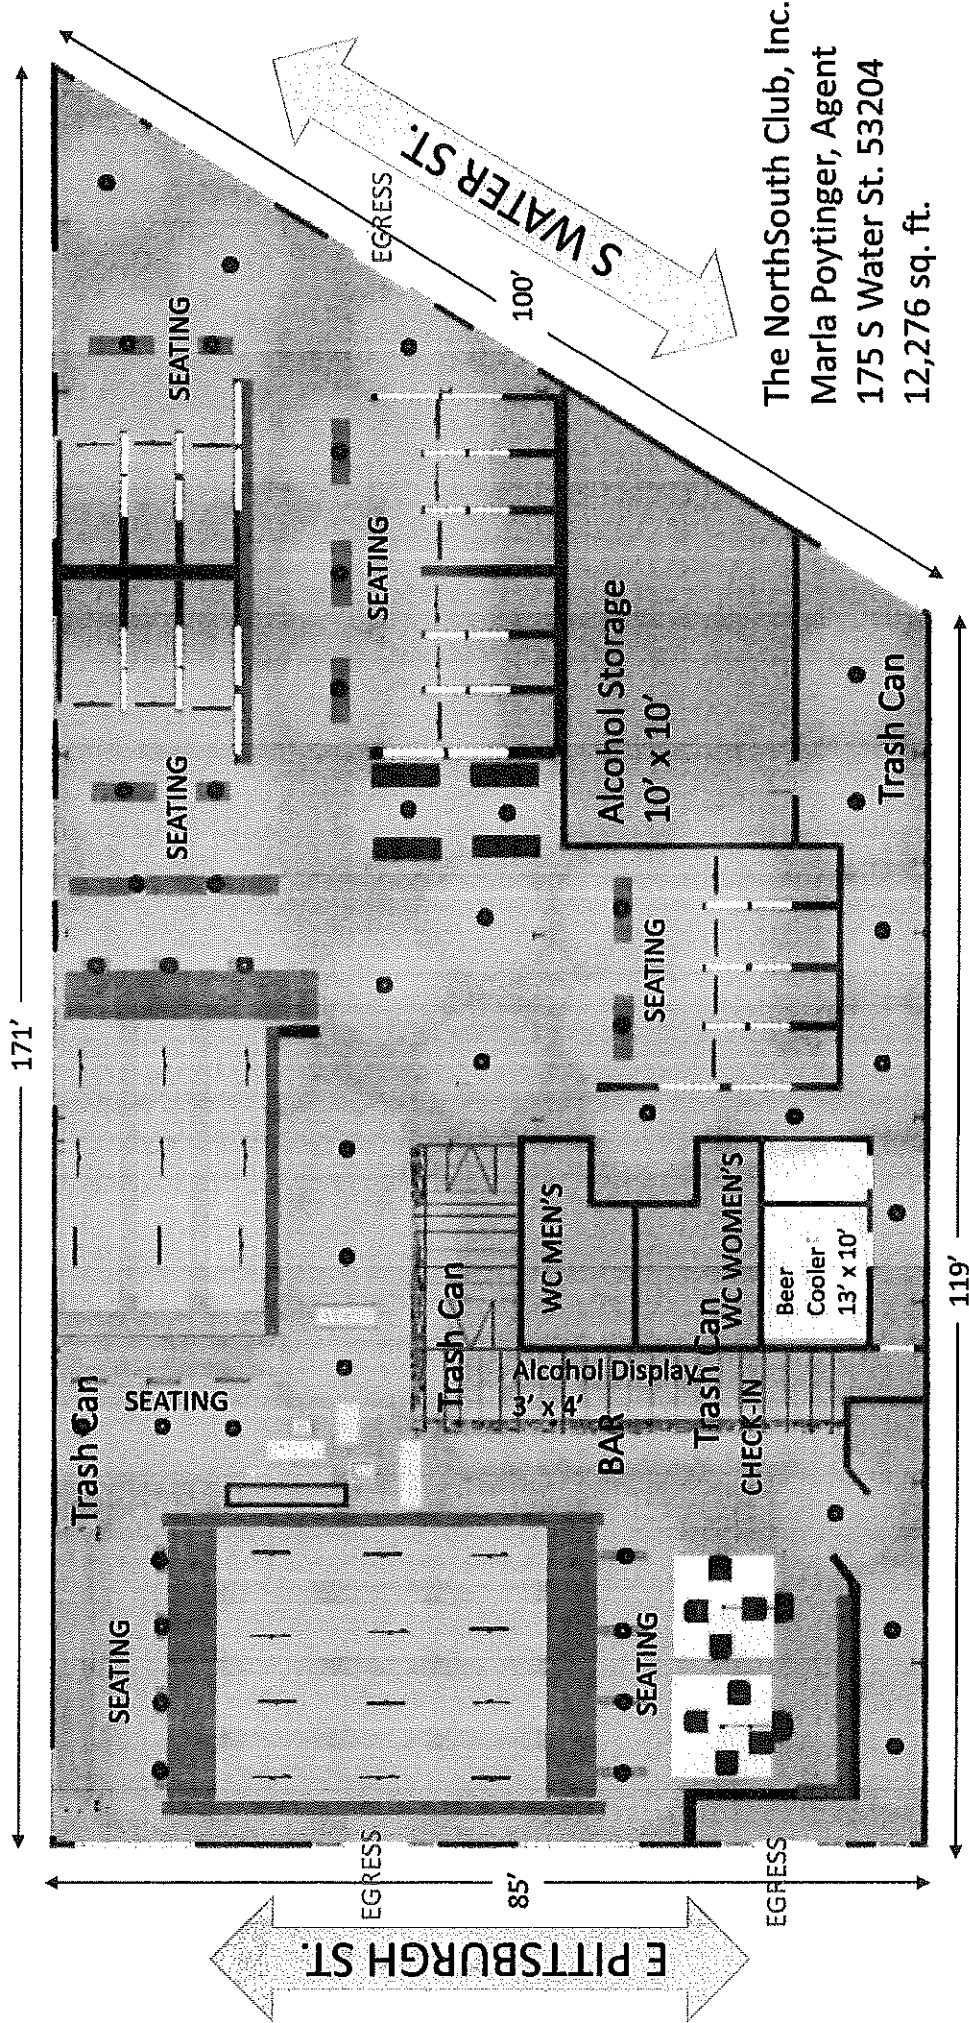 171'
SEATING
SEATING
Trash Can
SEATING
SEATING
SEATING
EGRESS
S WATER ST.
100'
E PITTSBURGH ST.
EGRESS
85'
EGRESS
SEATING
BAR
Alcohol Display
3' x 4'
Trash Can
Trash Can
CHECK-IN
WC MEN'S
WC WOMEN'S
Beer
Cooler
13' x 10'
SEATING
Alcohol Storage
10' x 10'
Trash Can
119'
The NorthSouth Club, Inc.
Marla Poytinger, Agent
175 S Water St. 53204
12,276 sq. ft.